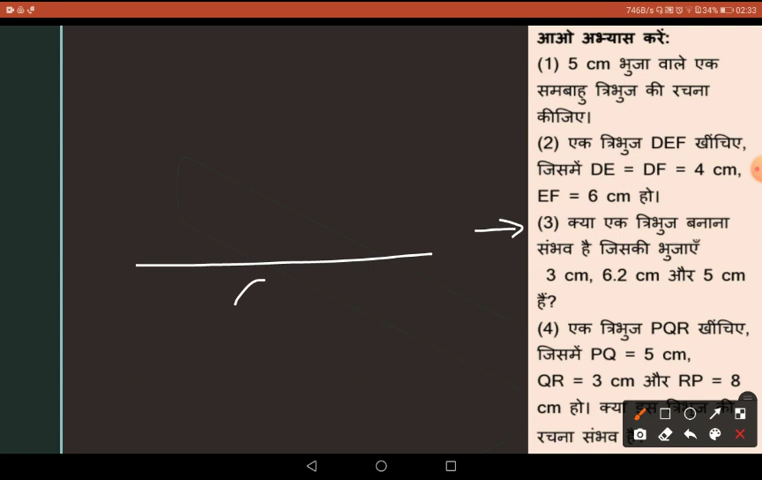 746B/s 34% 02:33
आओ अभ्यास करें:
(1) 5 cm भुजा वाले एक
समबाहु त्रिभुज की रचना
कीजिए।
(2) एक त्रिभुज DEF खींचिए,
जिसमें DE = DF = 4 cm,
EF = 6 cm हो।
(3) क्या एक त्रिभुज बनाना
संभव है जिसकी भुजाएँ
3 cm, 6.2 cm और 5 cm
हैं?
(4) एक त्रिभुज PQR खींचिए,
जिसमें PQ = 5 cm,
QR = 3 cm और RP = 8
cm हो। क्या इस त्रिभुज की
रचना संभव